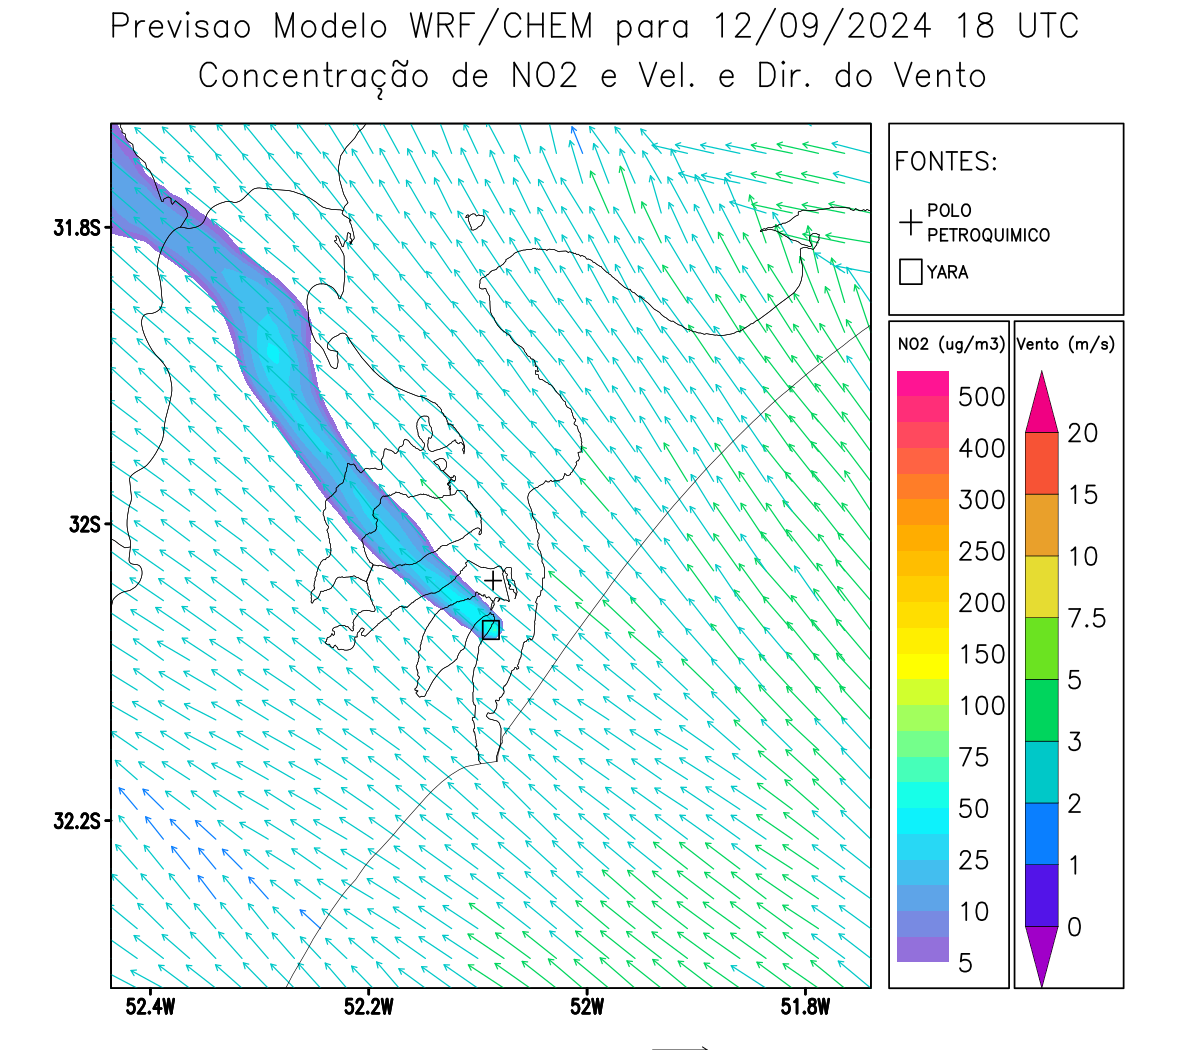 Previsao Modelo WRF/CHEM para 12/09/2024 18 UTC
Concentração de NO2 e Vel. e Dir. do Vento
FONTES:
POLO
PETROQUIMICO
YARA
NO2 (ug/m3)
500
400
300
250
200
150
100
75
50
25
10
5
Vento (m/s)
20
15
10
7.5
5
3
2
1
0
31.8S
32S
32.2S
52.4W
52.2W
52W
51.8W